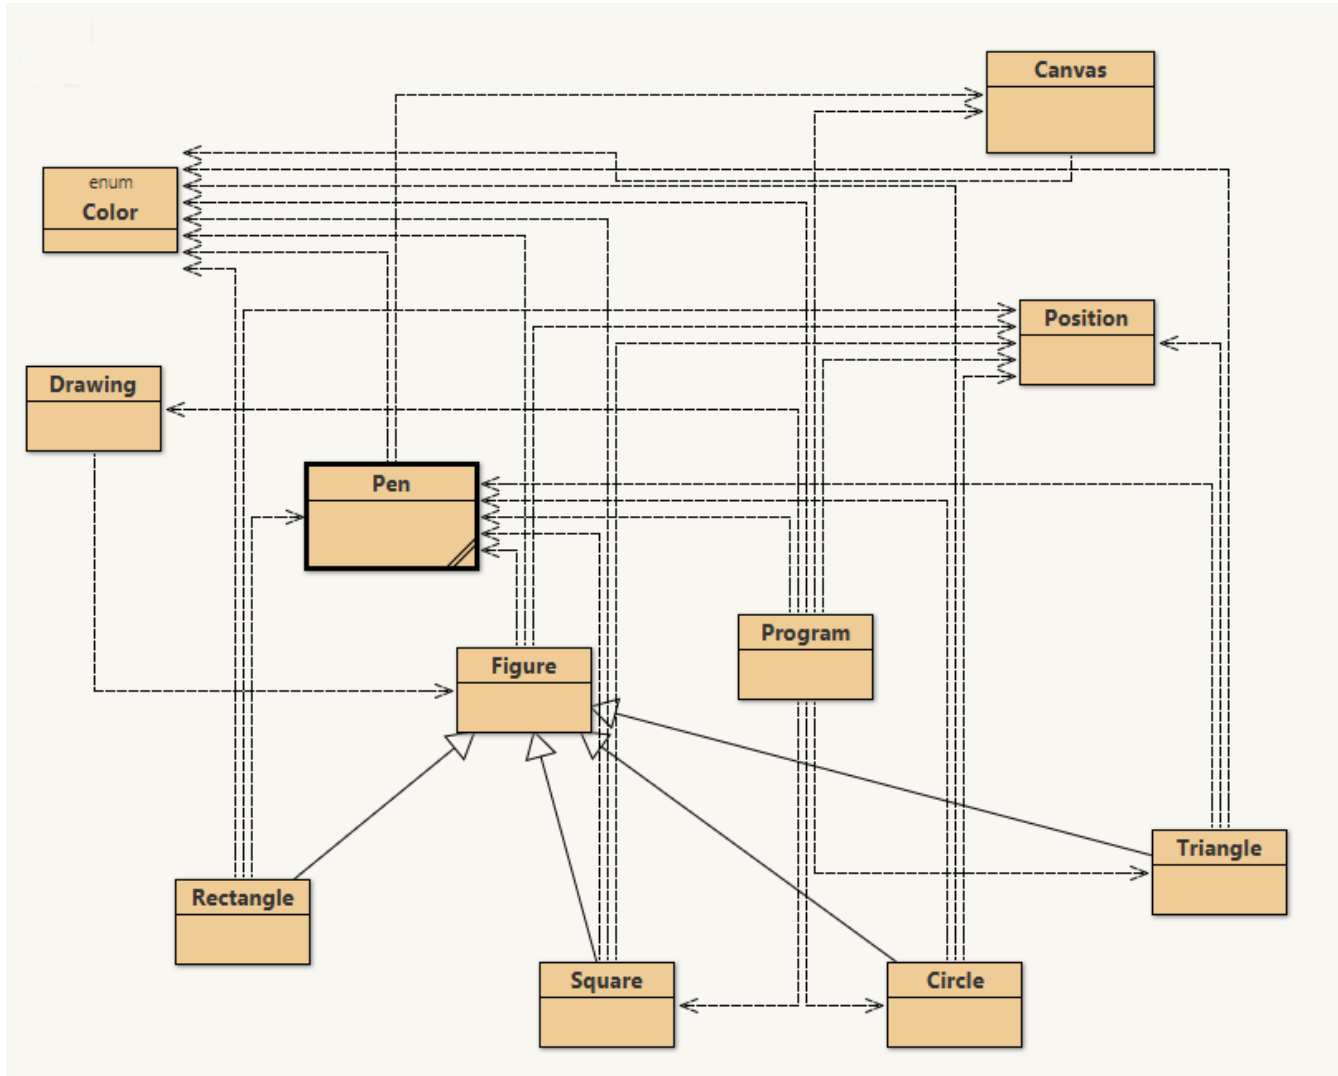 Canvas
enum
Color
Position
Drawing
Pen
Program
Figure
Triangle
Rectangle
Square
Circle